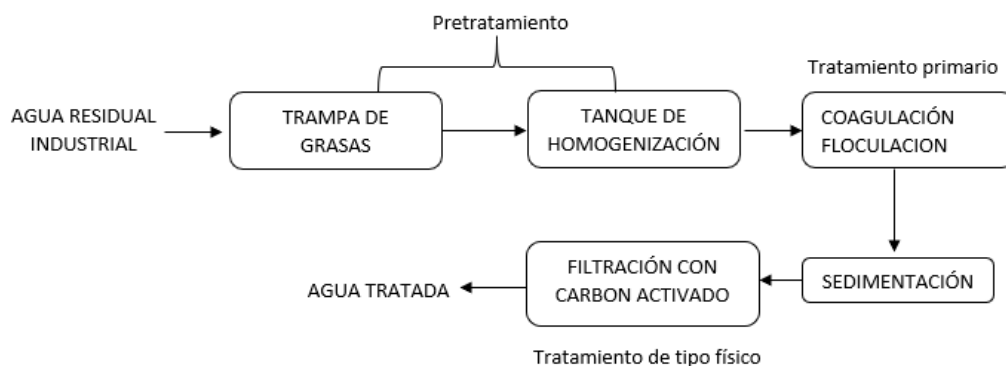 Pretratamiento
Tratamiento primario
AGUA RESIDUAL
INDUSTRIAL
TRAMPA DE
GRASAS
TANQUE DE
HOMOGENIZACIÓN
COAGULACIÓN
FLOCULACION
SEDIMENTACIÓN
FILTRACIÓN CON
CARBON ACTIVADO
AGUA TRATADA
Tratamiento de tipo físico